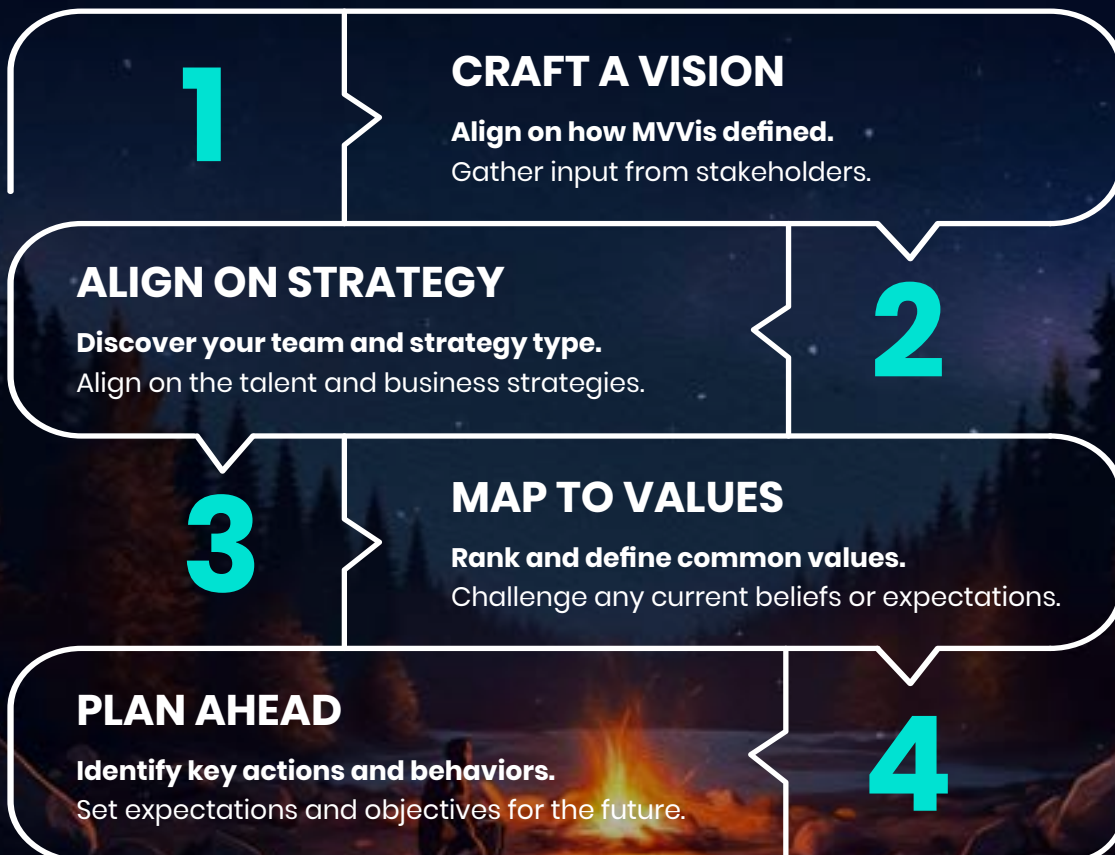 1
CRAFT A VISION
Align on how MVVis defined.
Gather input from stakeholders.
ALIGN ON STRATEGY
Discover your team and strategy type.
Align on the talent and business strategies.
2
3
MAP TO VALUES
Rank and define common values.
Challenge any current beliefs or expectations.
PLAN AHEAD
Identify key actions and behaviors.
Set expectations and objectives for the future.
4